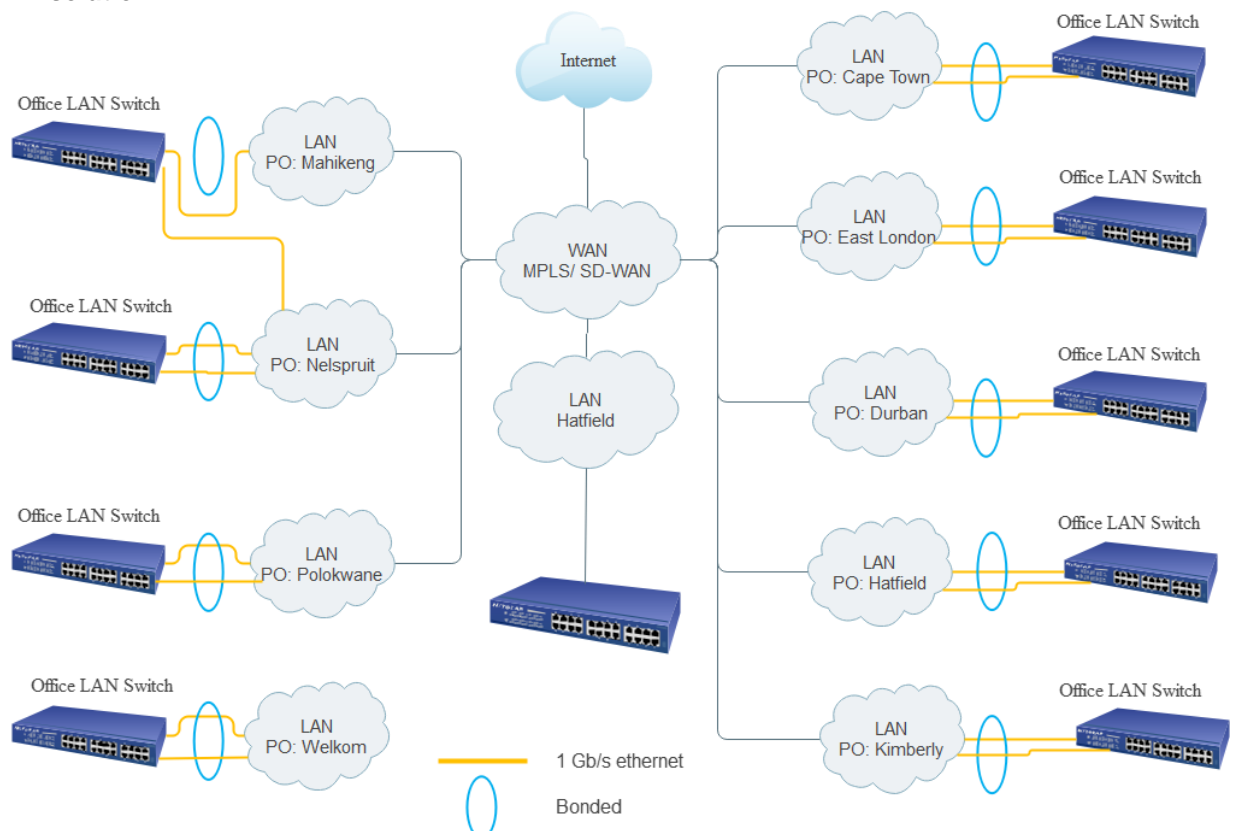 Internet
LAN
PO: Cape Town
Office LAN Switch
Office LAN Switch
LAN
PO: Mahikeng
LAN
PO: East London
Office LAN Switch
WAN
MPLS/ SD-WAN
Office LAN Switch
LAN
PO: Nelspruit
LAN
Hatfield
LAN
PO: Durban
Office LAN Switch
Office LAN Switch
LAN
PO: Polokwane
LAN
PO: Hatfield
Office LAN Switch
NETGEAR
Office LAN Switch
LAN
PO: Welkom
LAN
PO: Kimberly
Office LAN Switch
1 Gb/s ethernet
Bonded